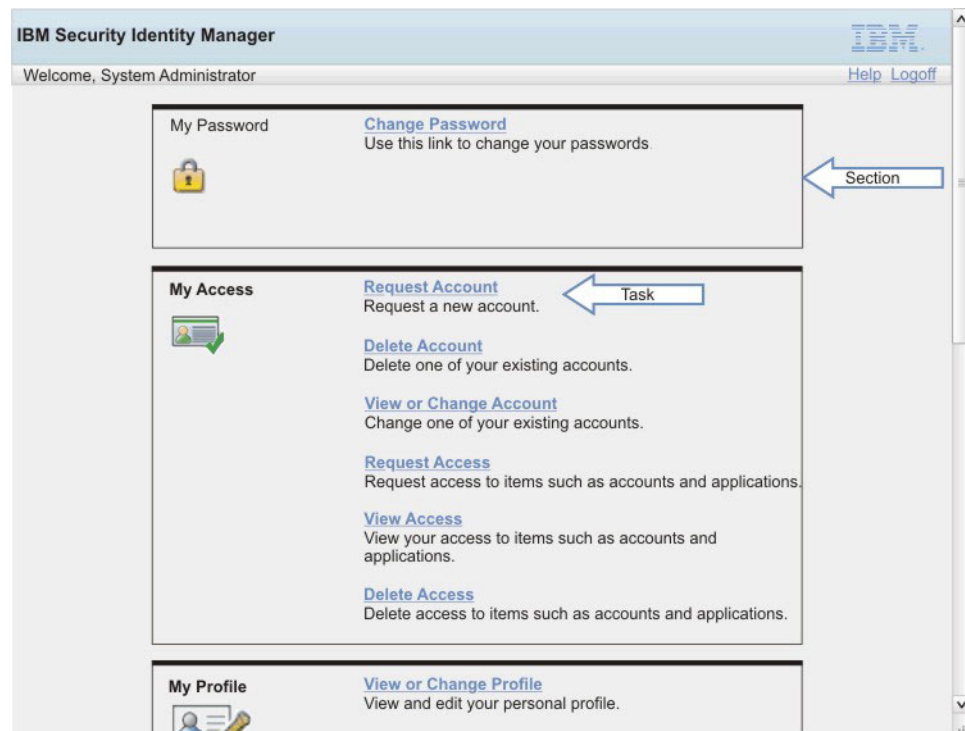 IBM Security Identity Manager
IBM.
Welcome, System Administrator
Help Logoff
My Password
Change Password
Use this link to change your passwords
Section
My Access
Request Account
Request a new account.
Task
Delete Account
Delete one of your existing accounts.
View or Change Account
Change one of your existing accounts.
Request Access
Request access to items such as accounts and applications.
View Access
View your access to items such as accounts and
applications.
Delete Access
Delete access to items such as accounts and applications.
My Profile
View or Change Profile
View and edit your personal profile.